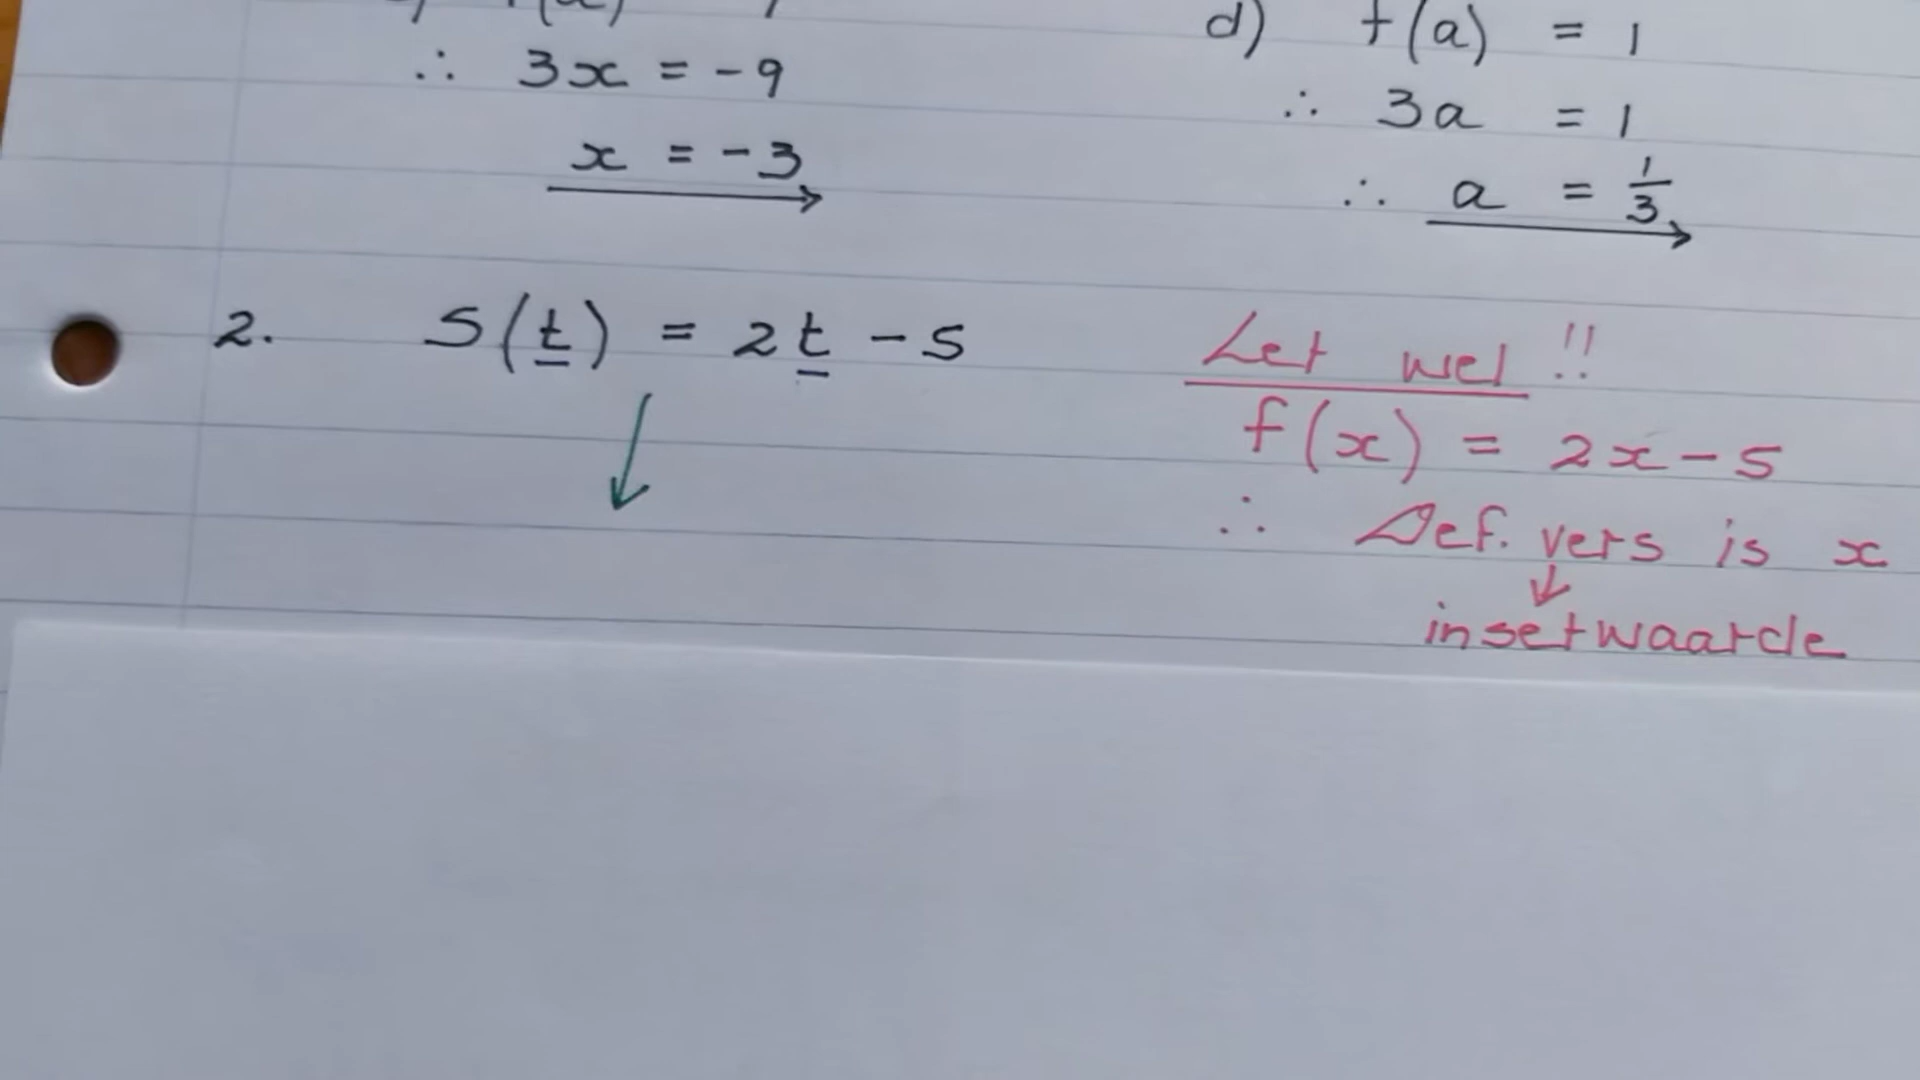 ∴ 3x = -9
x = -3
d) f(a) = 1
∴ 3a = 1
∴ a = 1/3
2. S(t) = 2t - 5
Let wel !!
f(x) = 2x - 5
∴ Def. vers is x
↓
insetwaarde